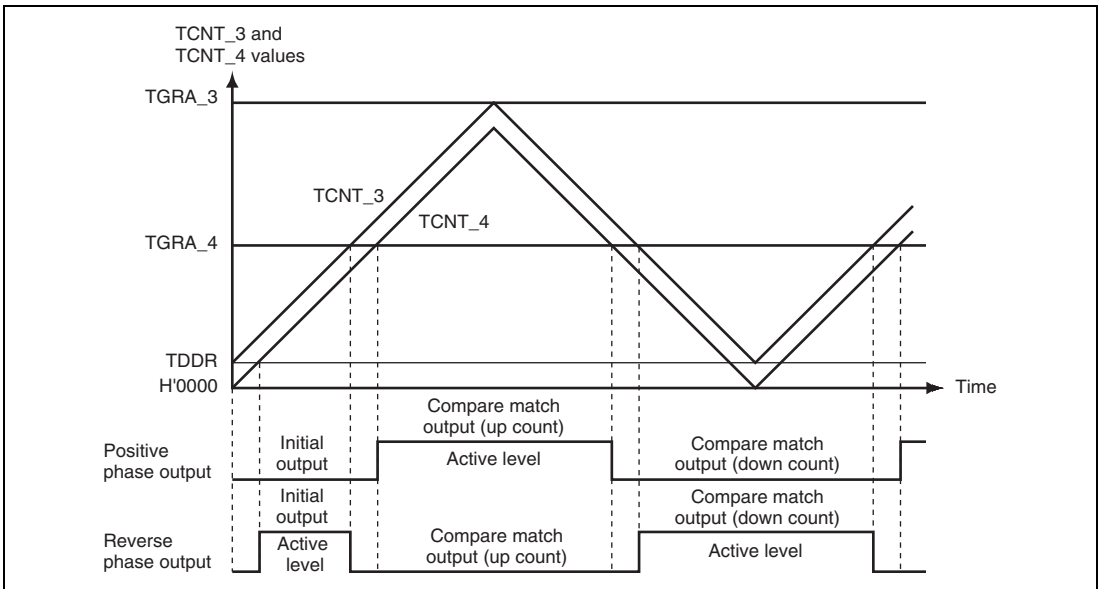 TCNT_3 and
TCNT_4 values
TGRA_3
TCNT_3
TCNT_4
TGRA_4
TDDR
H'0000
Time
Compare match
output (up count)
Positive
phase output
Initial
output
Active level
Compare match
output (down count)
Initial
output
Compare match
output (down count)
Reverse
phase output
Active
level
Compare match
output (up count)
Active level